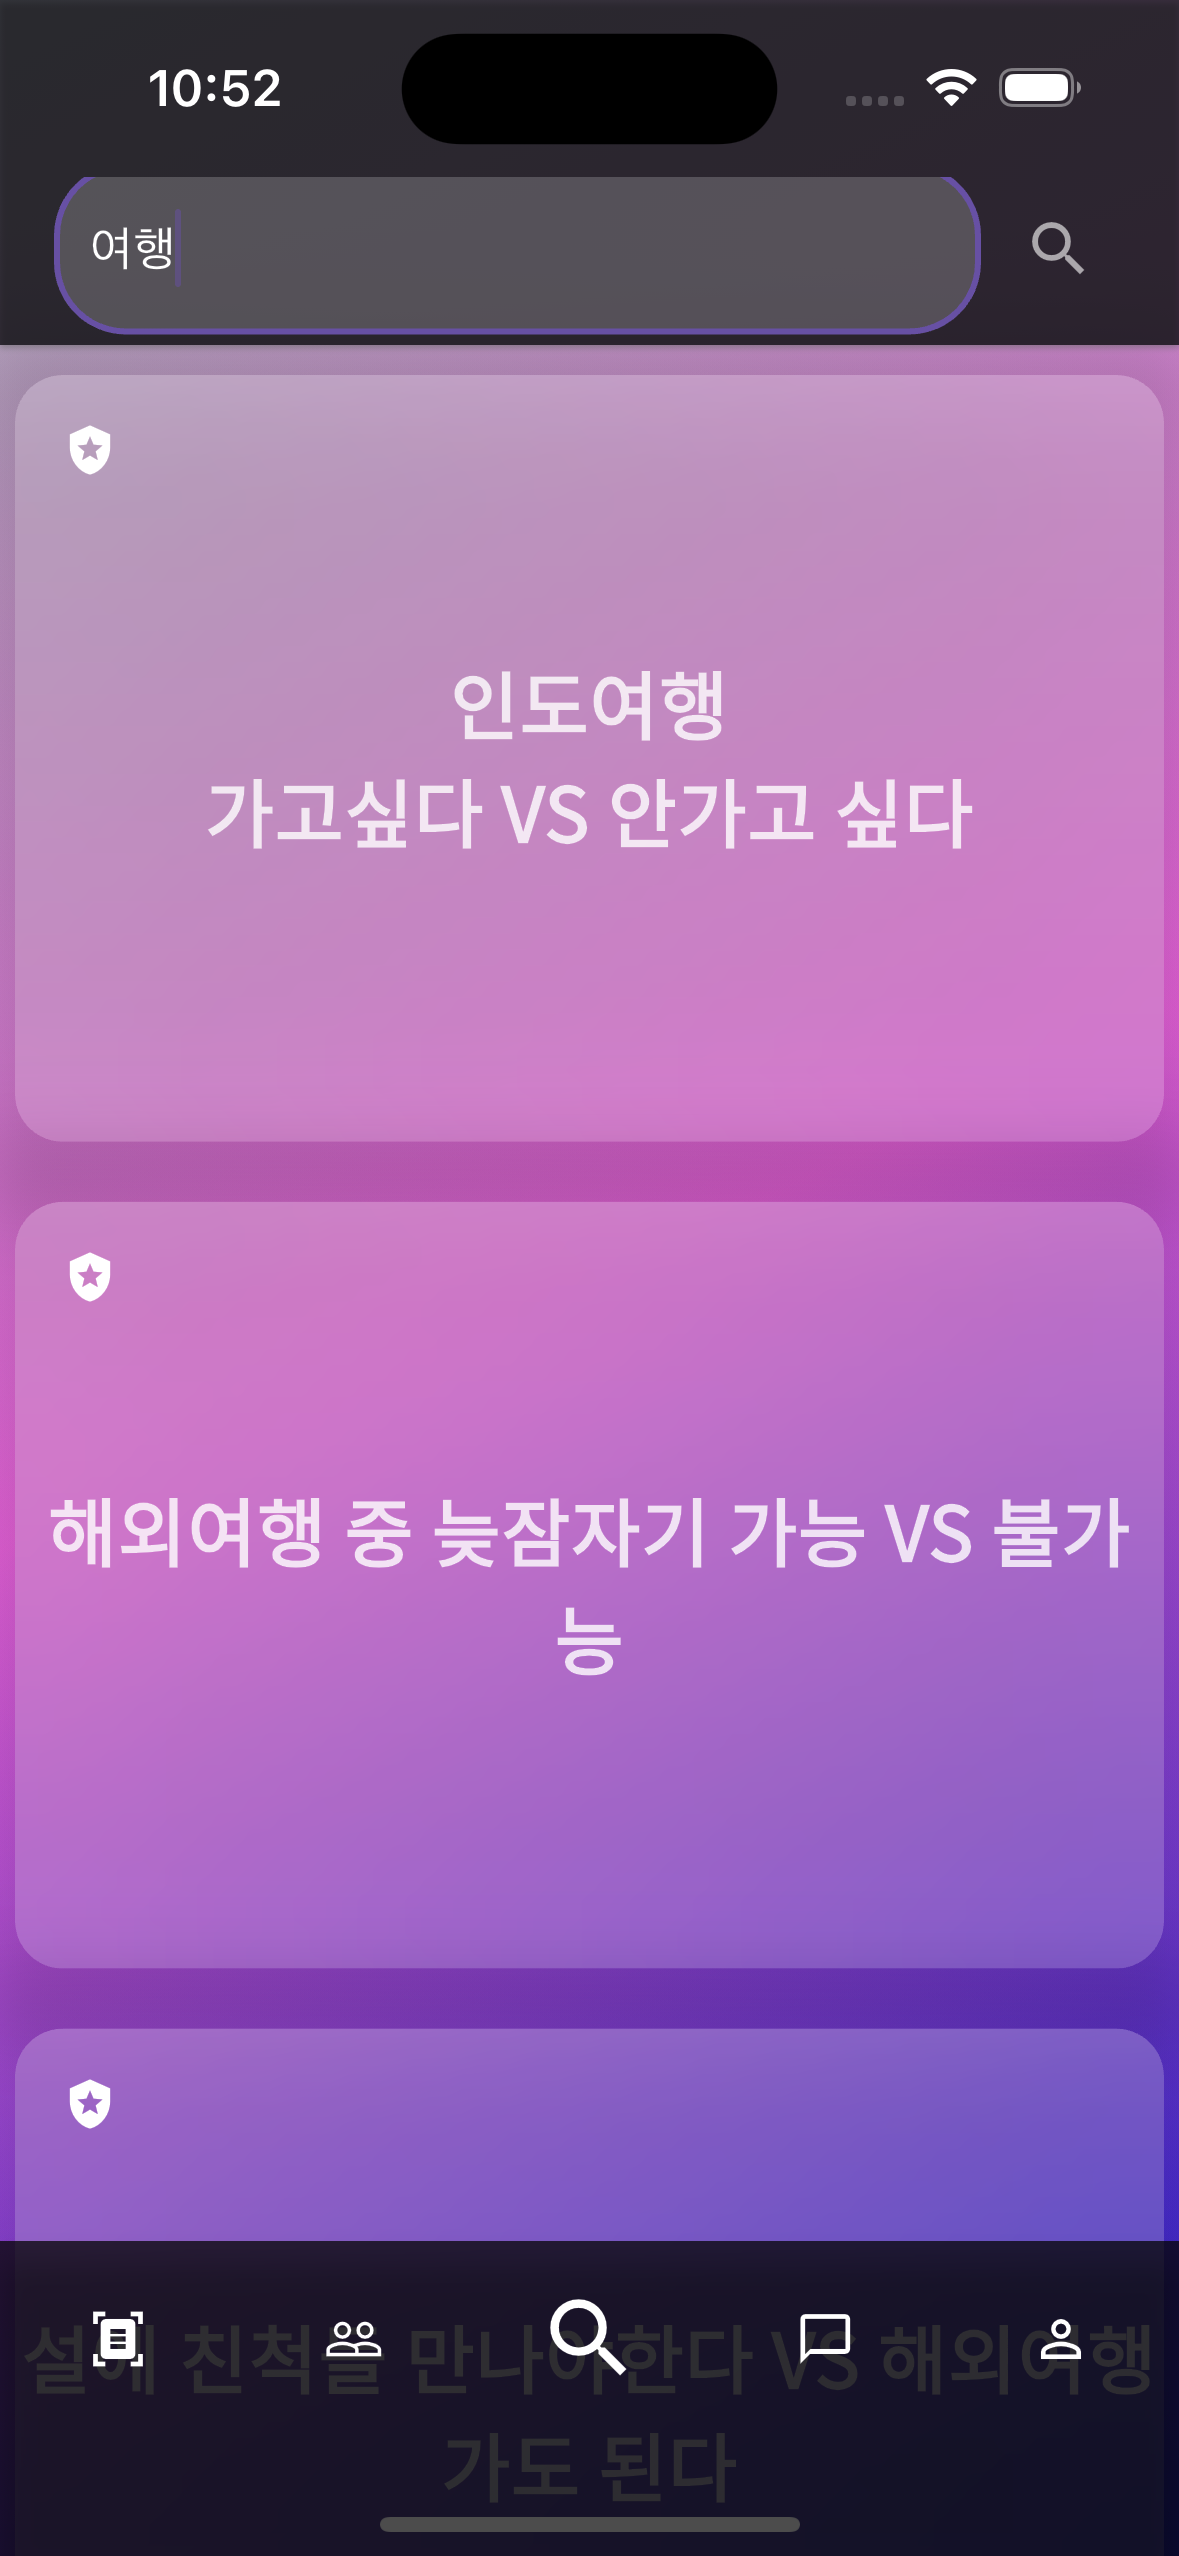 10:52
여행
인도여행
가고싶다 VS 안가고 싶다
해외여행 중 늦잠자기 가능 VS 불가
능
설에 친척들 만나야한다 VS 해외여행
가도 된다